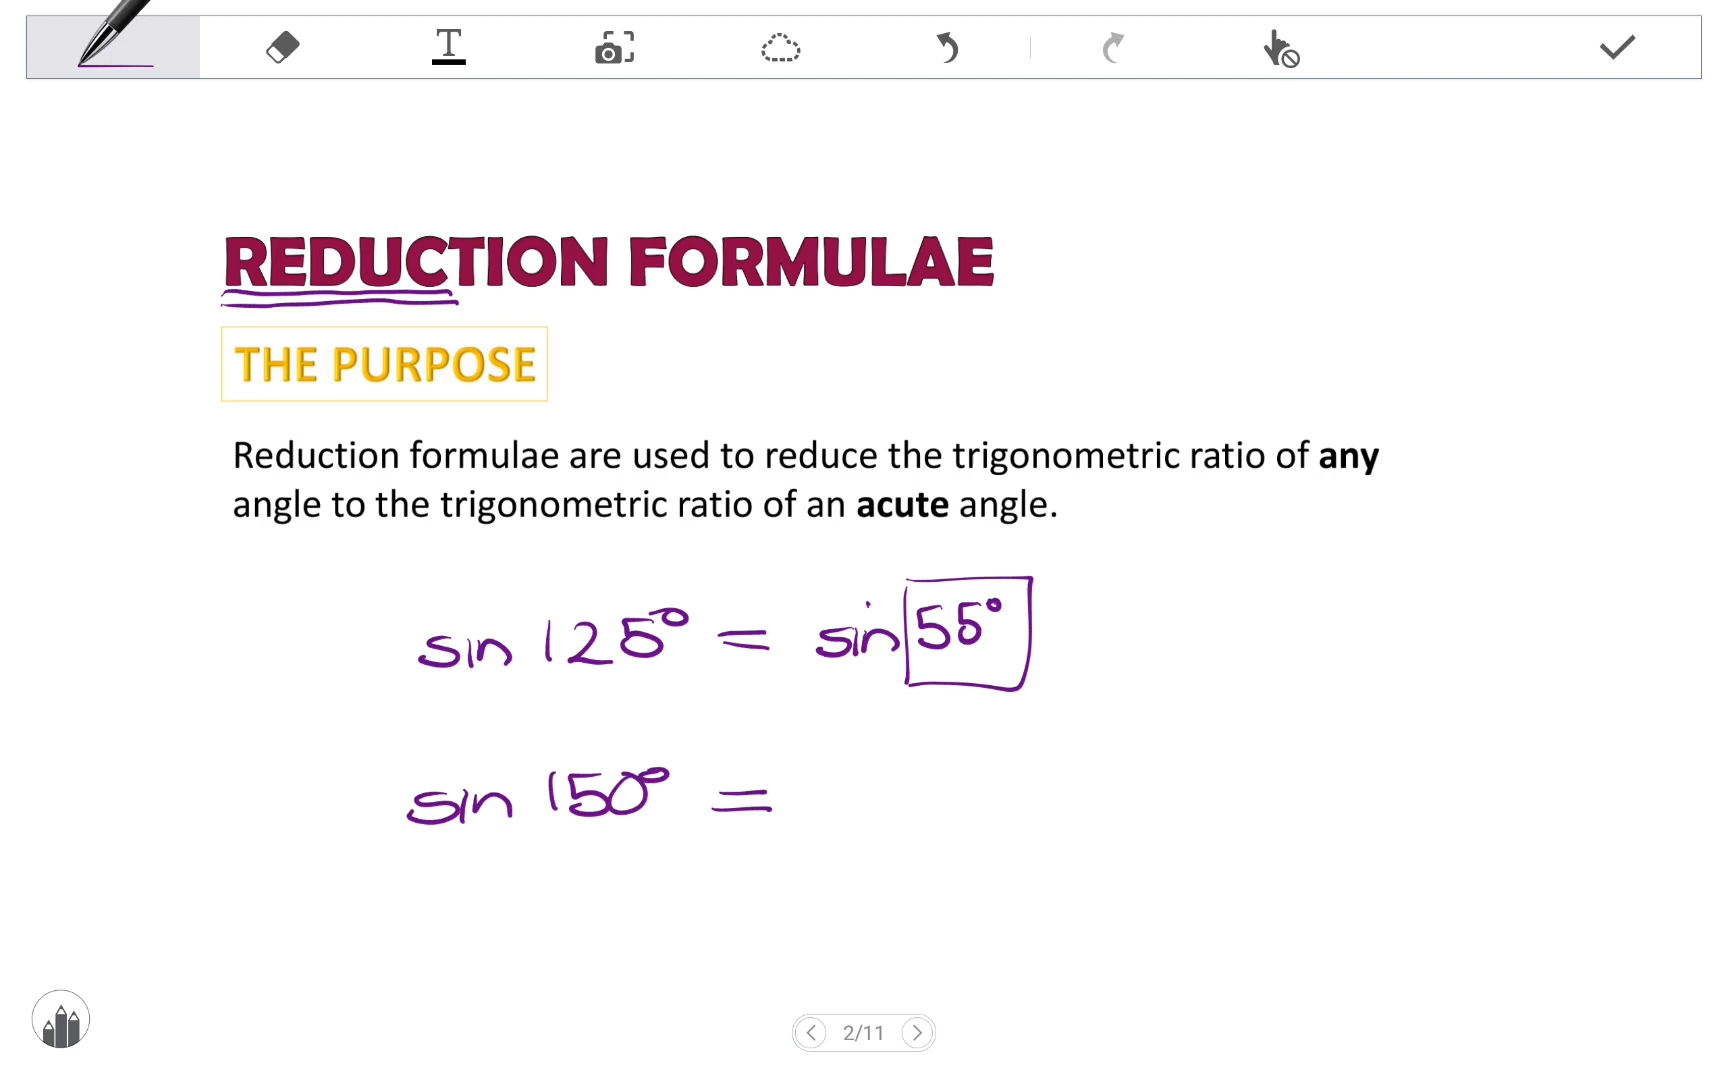 T
REDUCTION FORMULAE
THE PURPOSE
Reduction formulae are used to reduce the trigonometric ratio of any
angle to the trigonometric ratio of an acute angle.
sin 125° = sin 55°
sin 150° =
2/11